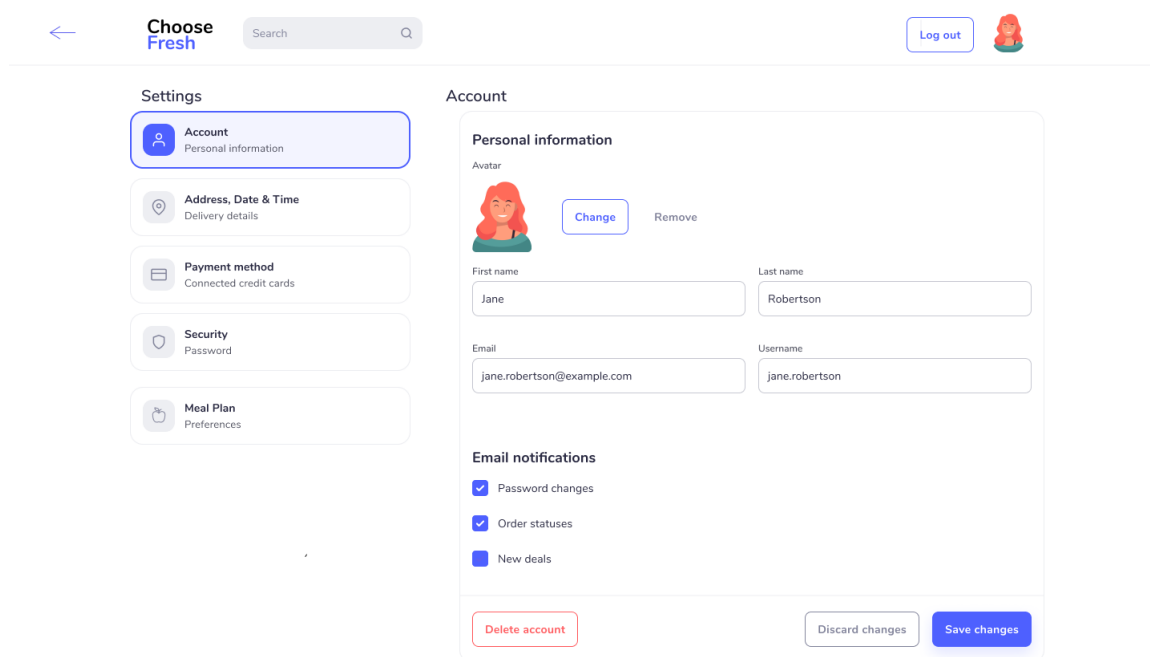 Choose
Fresh
Search
Log out
Settings
Account
Personal information
Address, Date & Time
Delivery details
Payment method
Connected credit cards
Security
Password
Meal Plan
Preferences
Account
Personal information
Avatar
Change
Remove
First name
Last name
Jane
Robertson
Email
Username
jane.robertson@example.com
jane.robertson
Email notifications
Password changes
Order statuses
New deals
Delete account
Discard changes
Save changes